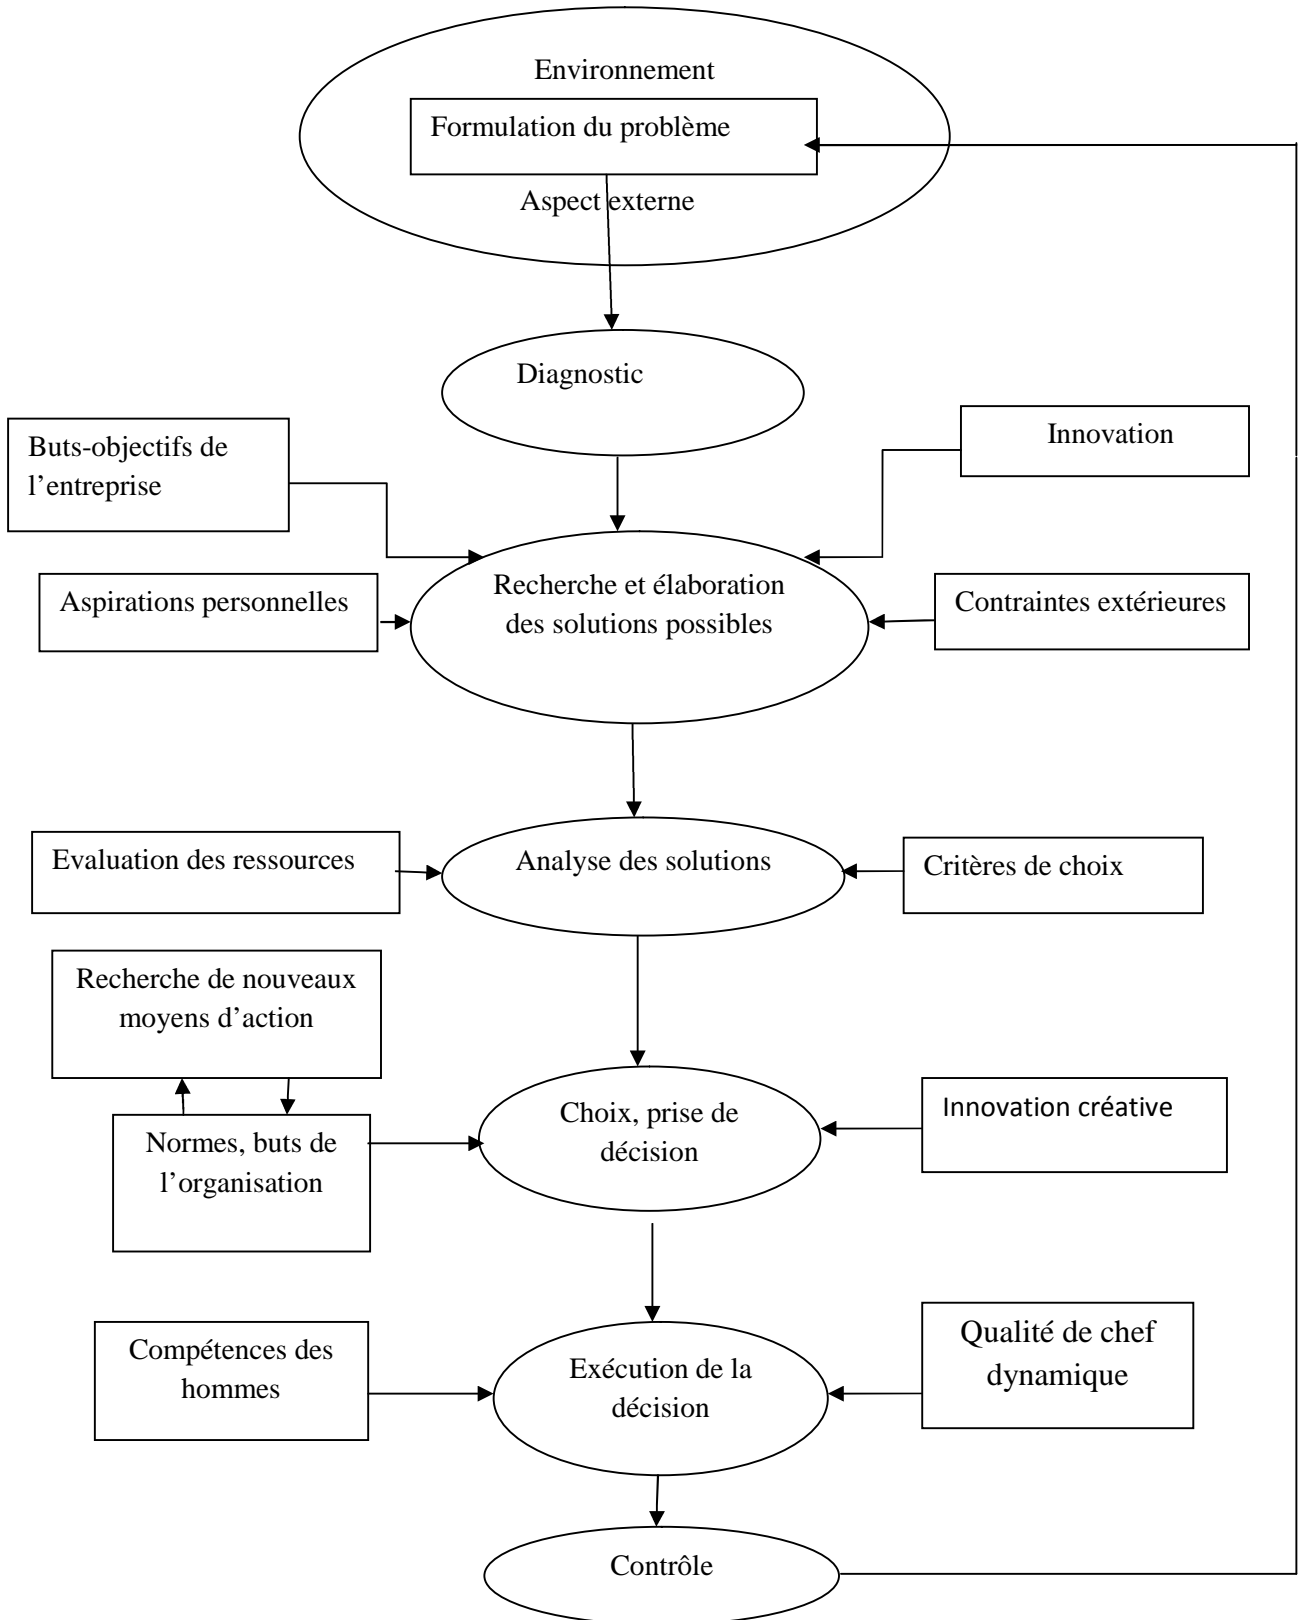 Environnement
Formulation du problème
Aspect externe
Diagnostic
Buts-objectifs de
l’entreprise
Innovation
Aspirations personnelles
Recherche et élaboration
des solutions possibles
Contraintes extérieures
Evaluation des ressources
Analyse des solutions
Critères de choix
Recherche de nouveaux
moyens d’action
Normes, buts de
l’organisation
Choix, prise de
décision
Innovation créative
Compétences des
hommes
Exécution de la
décision
Qualité de chef
dynamique
Contrôle